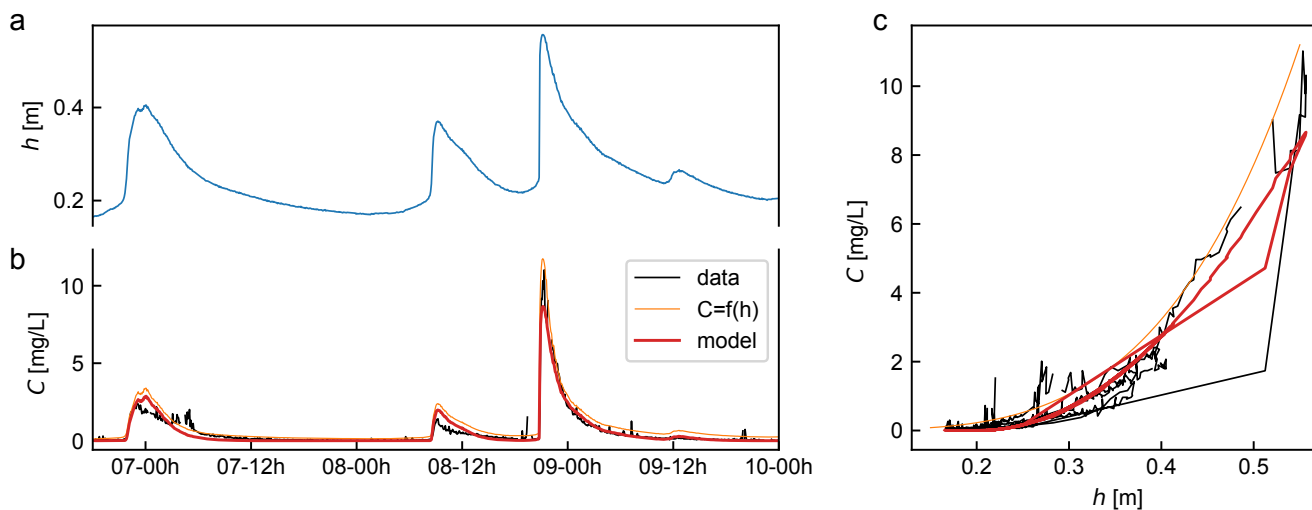 a
h [m]
0.4
0.2
b
C [mg/L]
10
5
0
data
C=f(h)
model
07-00h 07-12h 08-00h 08-12h 09-00h 09-12h 10-00h
c
C [mg/L]
10
8
6
4
2
0
0.2 0.3 0.4 0.5
h [m]